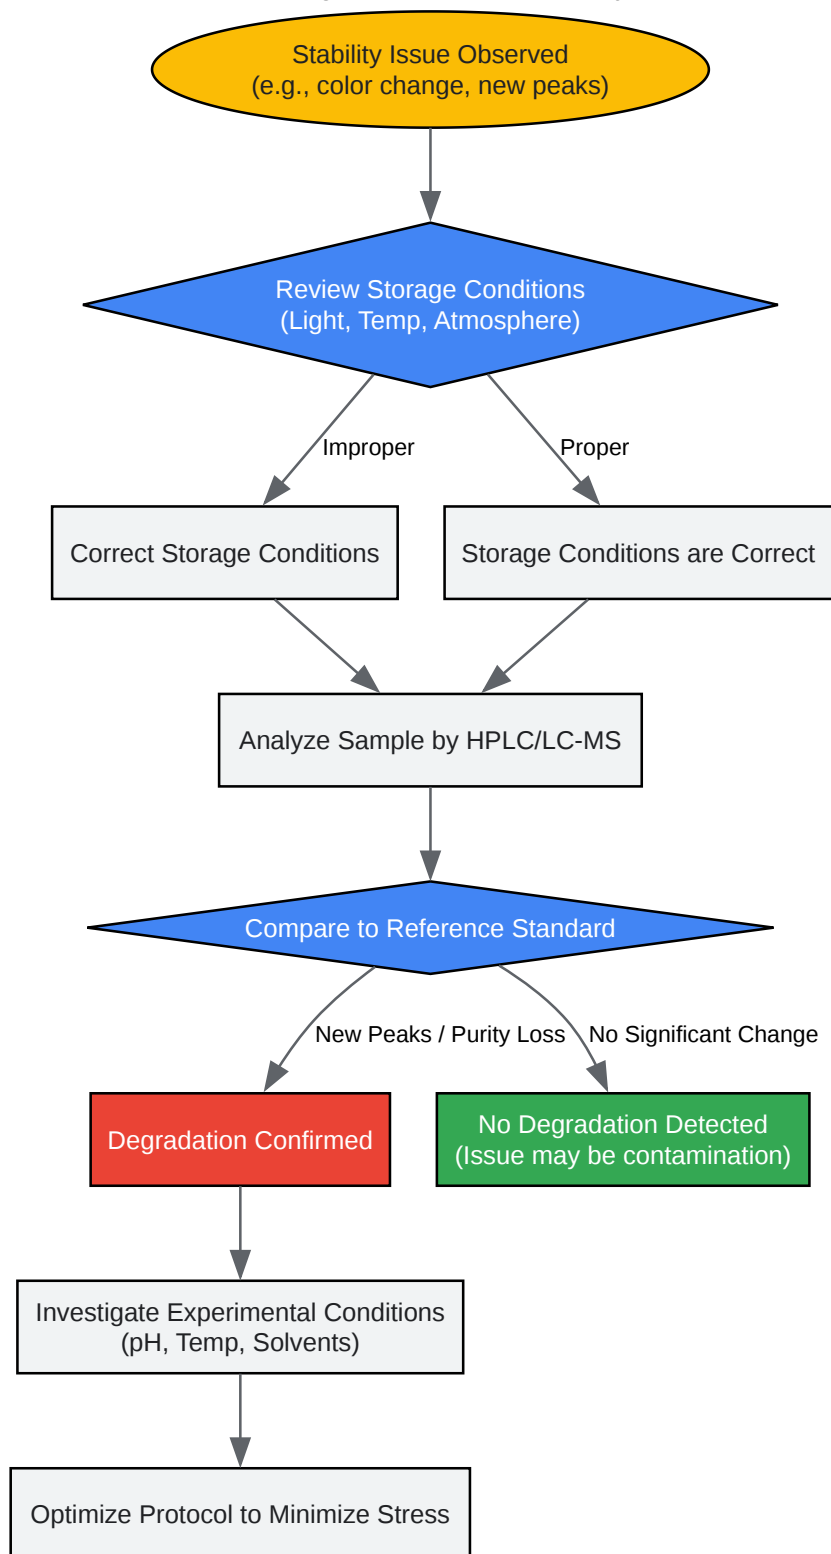 Stability Issue Observed
(e.g., color change, new peaks)
Review Storage Conditions
(Light, Temp, Atmosphere)
Improper
Proper
Correct Storage Conditions
Storage Conditions are Correct
Analyze Sample by HPLC/LC-MS
Compare to Reference Standard
New Peaks / Purity Loss
No Significant Change
Degradation Confirmed
No Degradation Detected
(Issue may be contamination)
Investigate Experimental Conditions
(pH, Temp, Solvents)
Optimize Protocol to Minimize Stress